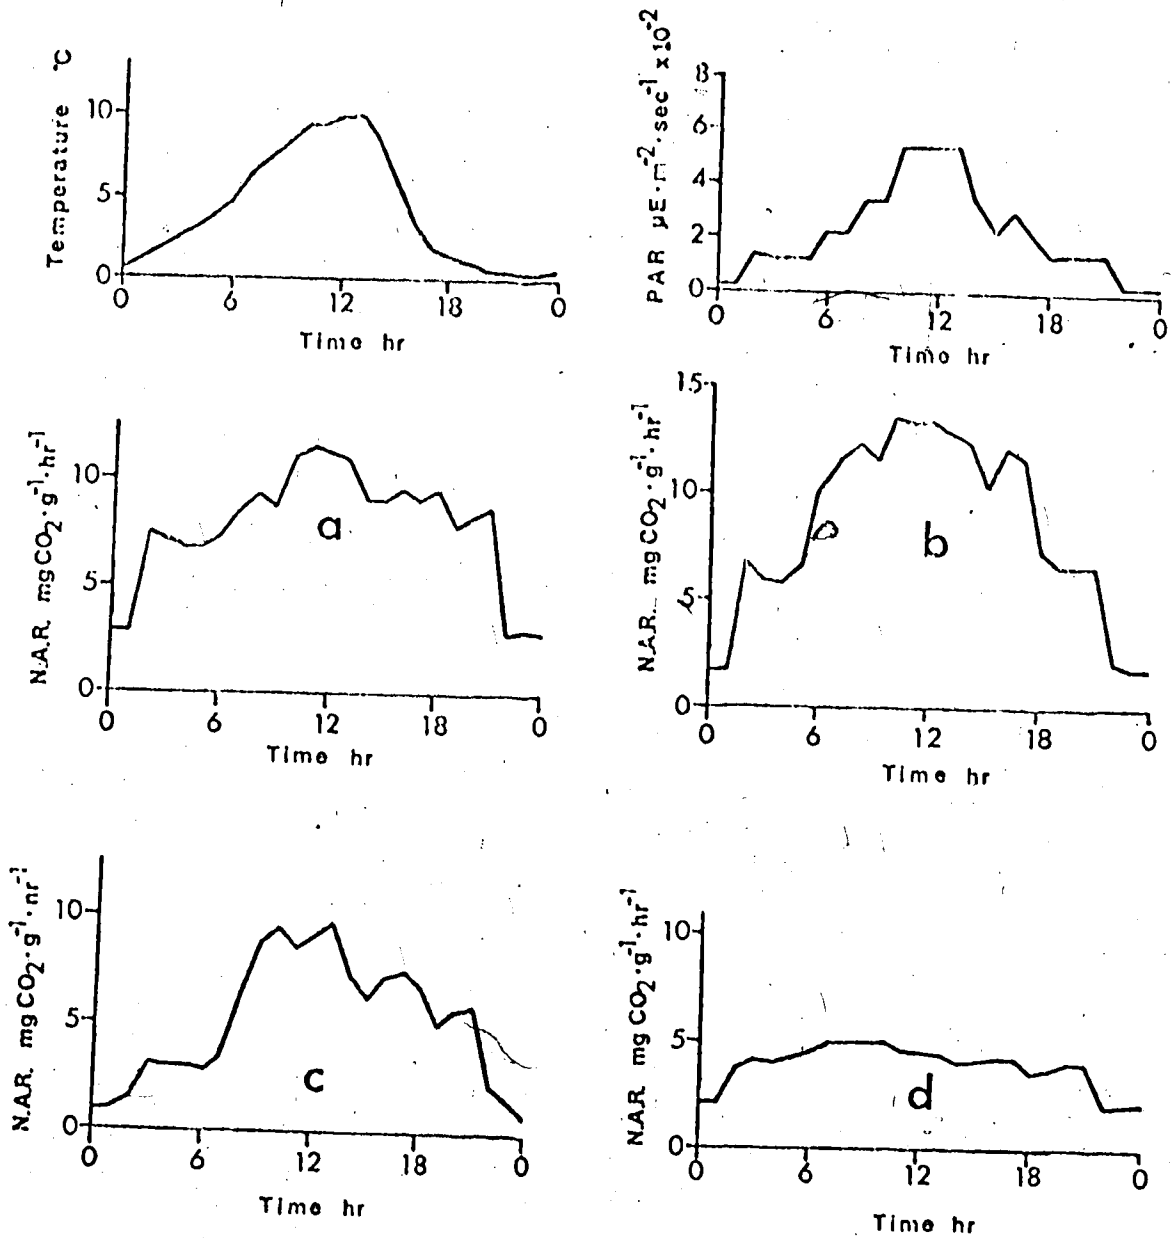 Temperature °C
10
5
0
0 6 12 18 0
Time hr
PAR µE·m-2·sec-1 x10-2
8
6
4
2
0
0 6 12 18 0
Time hr
N.A.R. mgCO2·g-1·hr-1
10
5
0
a
0 6 12 18 0
Time hr
N.A.R. mgCO2·g-1·hr-1
15
10
5
0
b
0 6 12 18 0
Time hr
N.A.R. mgCO2·g-1·hr-1
10
5
0
c
0 6 12 18 0
Time hr
N.A.R. mgCO2·g-1·hr-1
10
5
0
d
0 6 12 18 0
Time hr